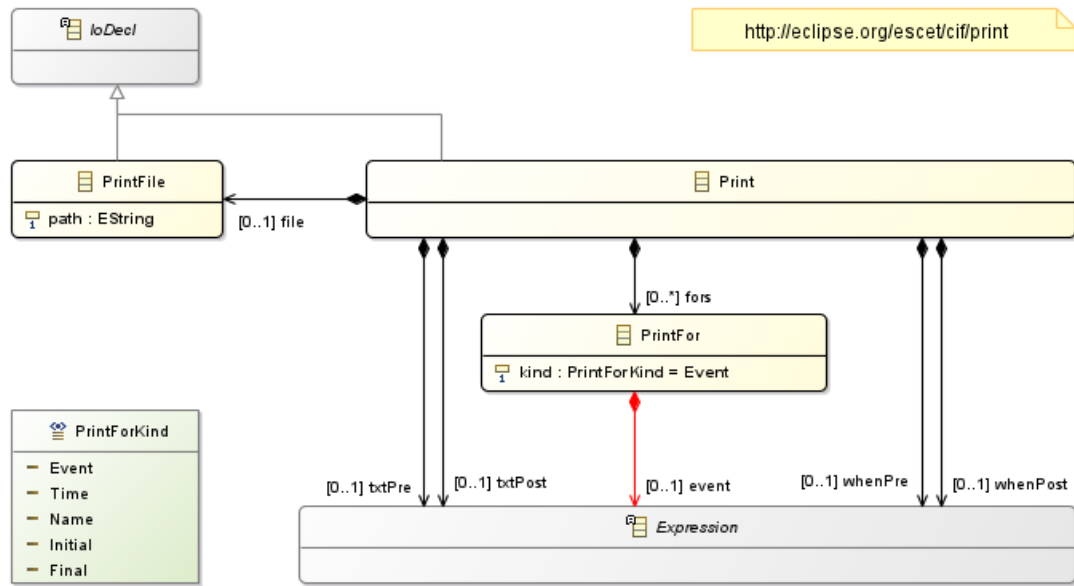 IoDecl
http://eclipse.org/escet/cif/print
PrintFile
path : EString
Print
[0..1] file
[0..*] fors
PrintFor
kind : PrintForKind = Event
PrintForKind
Event
Time
Name
Initial
Final
[0..1] txtPre
[0..1] txtPost
[0..1] event
[0..1] whenPre
[0..1] whenPost
Expression